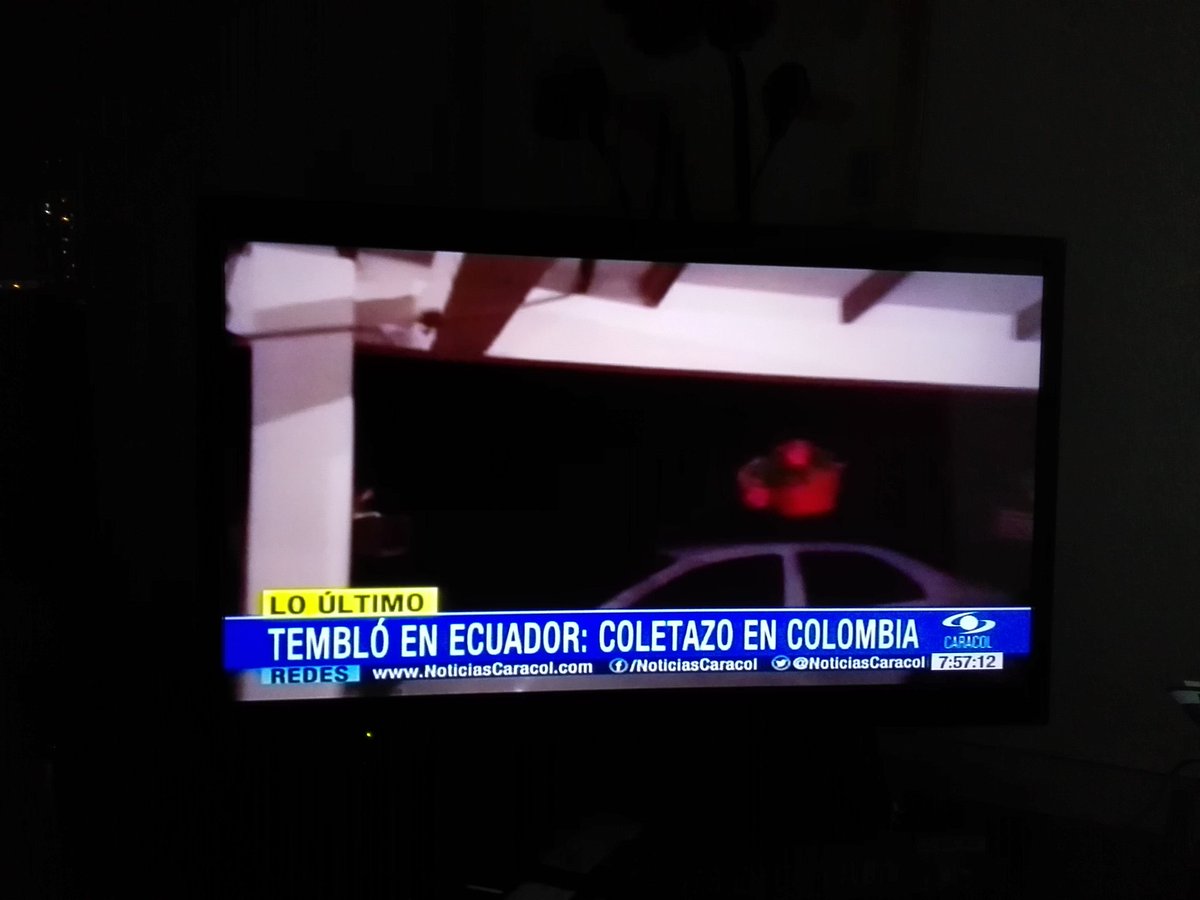 LO ÚLTIMO
TEMBLÓ EN ECUADOR: COLETAZO EN COLOMBIA
CARACOL
REDES www.NoticiasCaracol.com /NoticiasCaracol @NoticiasCaracol 7:57:12